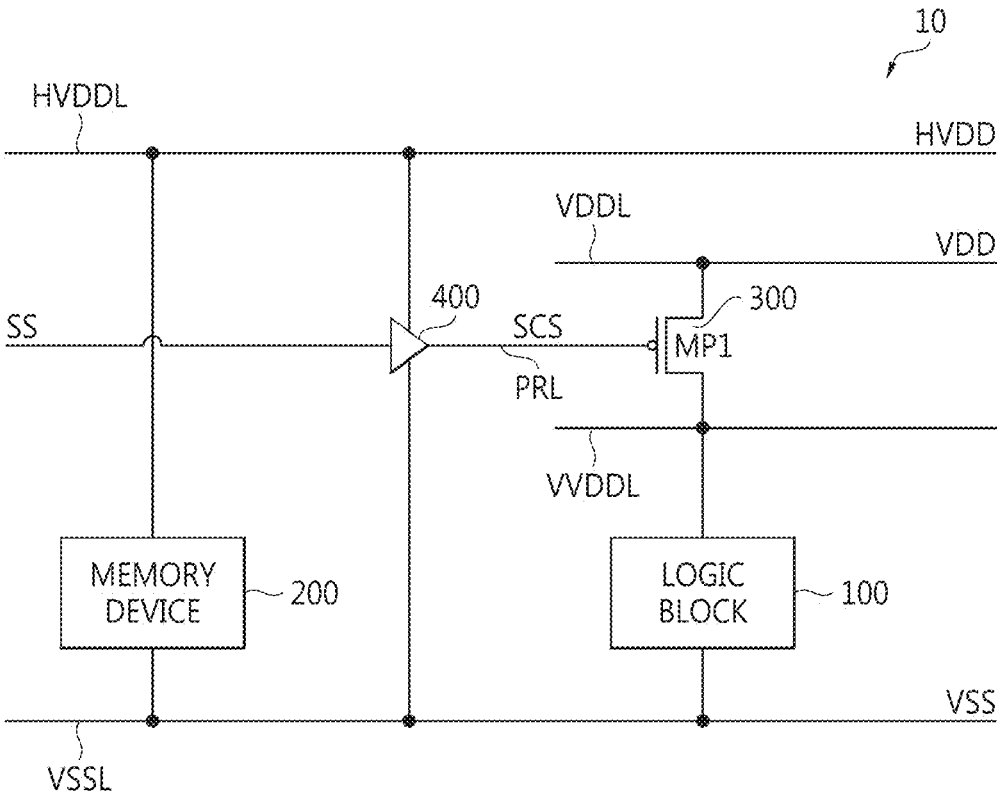 10
HVDDL
HVDD
VDDL
VDD
400
300
SS
SCS
MP1
PRL
VVDDL
MEMORY
DEVICE
200
LOGIC
BLOCK
100
VSS
VSSL